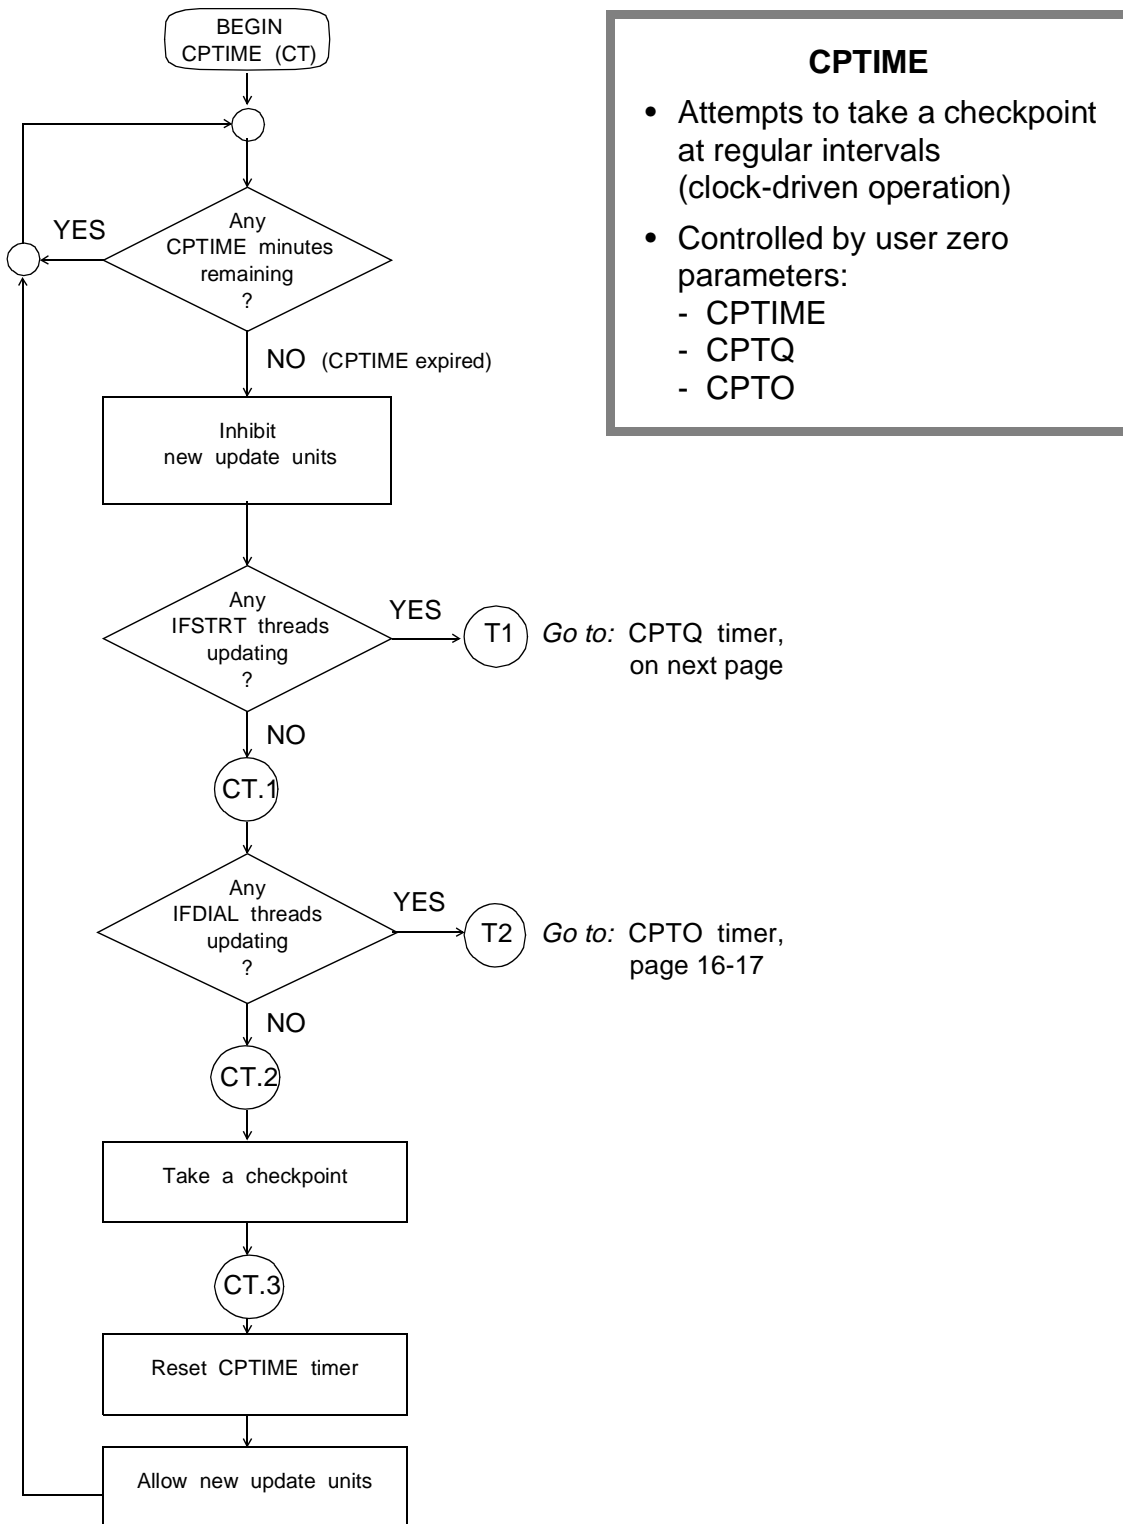 BEGIN
CPTIME (CT)
YES
Any
CPTIME minutes
remaining
?
NO (CPTIME expired)
Inhibit
new update units
Any
IFSTRT threads
updating
?
YES
T1
Go to: CPTQ timer,
on next page
NO
CT.1
Any
IFDIAL threads
updating
?
YES
T2
Go to: CPTO timer,
page 16-17
NO
CT.2
Take a checkpoint
CT.3
Reset CPTIME timer
Allow new update units
CPTIME
• Attempts to take a checkpoint
at regular intervals
(clock-driven operation)
• Controlled by user zero
parameters:
- CPTIME
- CPTQ
- CPTO